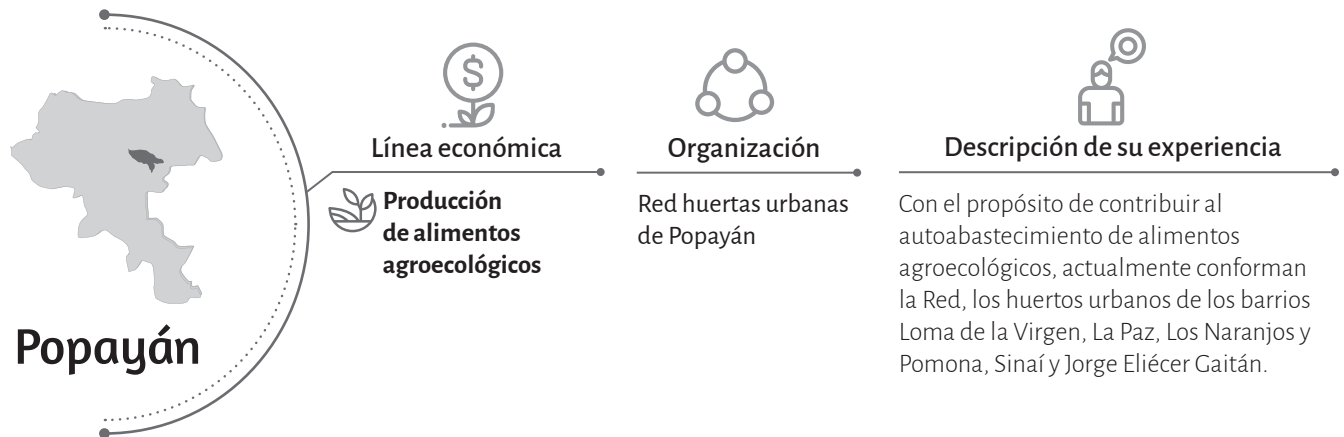 Popayán
Línea económica
Producción
de alimentos
agroecológicos
Organización
Red huertas urbanas
de Popayán
Descripción de su experiencia
Con el propósito de contribuir al
autoabastecimiento de alimentos
agroecológicos, actualmente conforman
la Red, los huertos urbanos de los barrios
Loma de la Virgen, La Paz, Los Naranjos y
Pomona, Sinaí y Jorge Eliécer Gaitán.